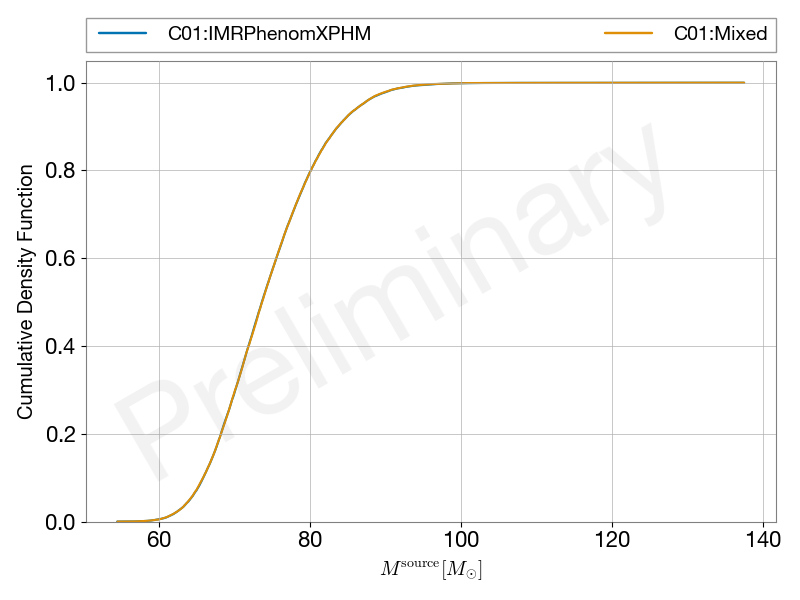 C01:IMRPhenomXPHM C01:Mixed
1.0
0.8
0.6
0.4
0.2
0.0
Cumulative Density Function
Preliminary
60 80 100 120 140
M^source[M_⊙]